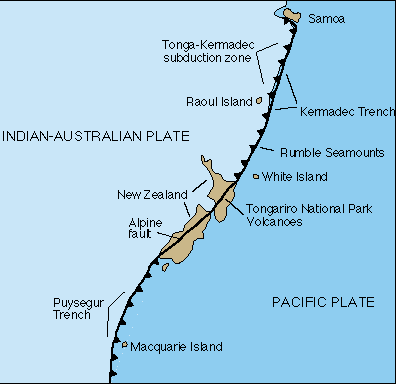 Samoa
Tonga-Kermadec
subduction zone
Raoul Island
Kermadec Trench
INDIAN-AUSTRALIAN PLATE
Rumble Seamounts
White Island
New Zealand
Tongariro National Park
Volcanoes
Alpine
fault
Puysegur
Trench
PACIFIC PLATE
Macquarie Island